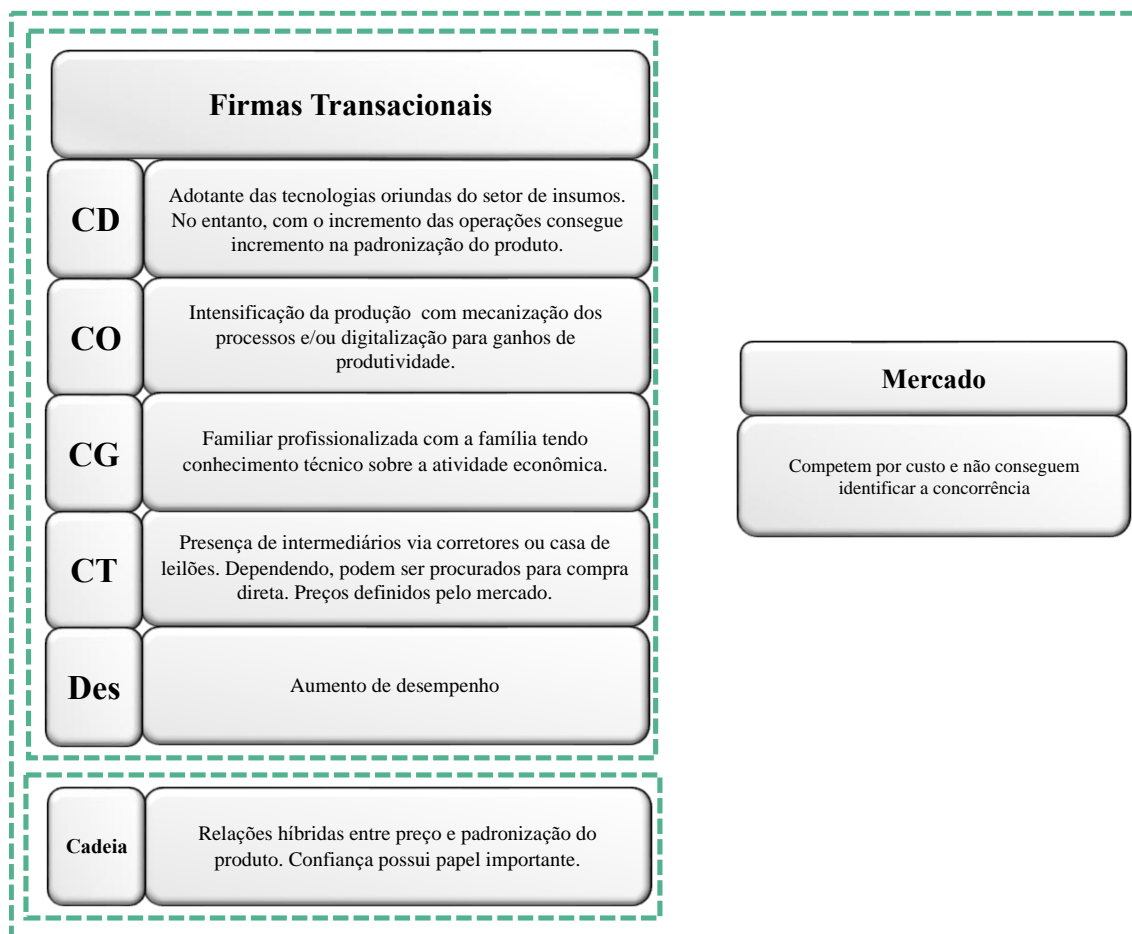 Firmas Transacionais
CD
Adotante das tecnologias oriundas do setor de insumos.
No entanto, com o incremento das operações consegue
incremento na padronização do produto.
CO
Intensificação da produção com mecanização dos
processos e/ou digitalização para ganhos de
produtividade.
CG
Familiar profissionalizada com a família tendo
conhecimento técnico sobre a atividade econômica.
CT
Presença de intermediários via corretores ou casa de
leilões. Dependendo, podem ser procurados para compra
direta. Preços definidos pelo mercado.
Des
Aumento de desempenho
Cadeia
Relações híbridas entre preço e padronização do
produto. Confiança possui papel importante.
Mercado
Competem por custo e não conseguem
identificar a concorrência